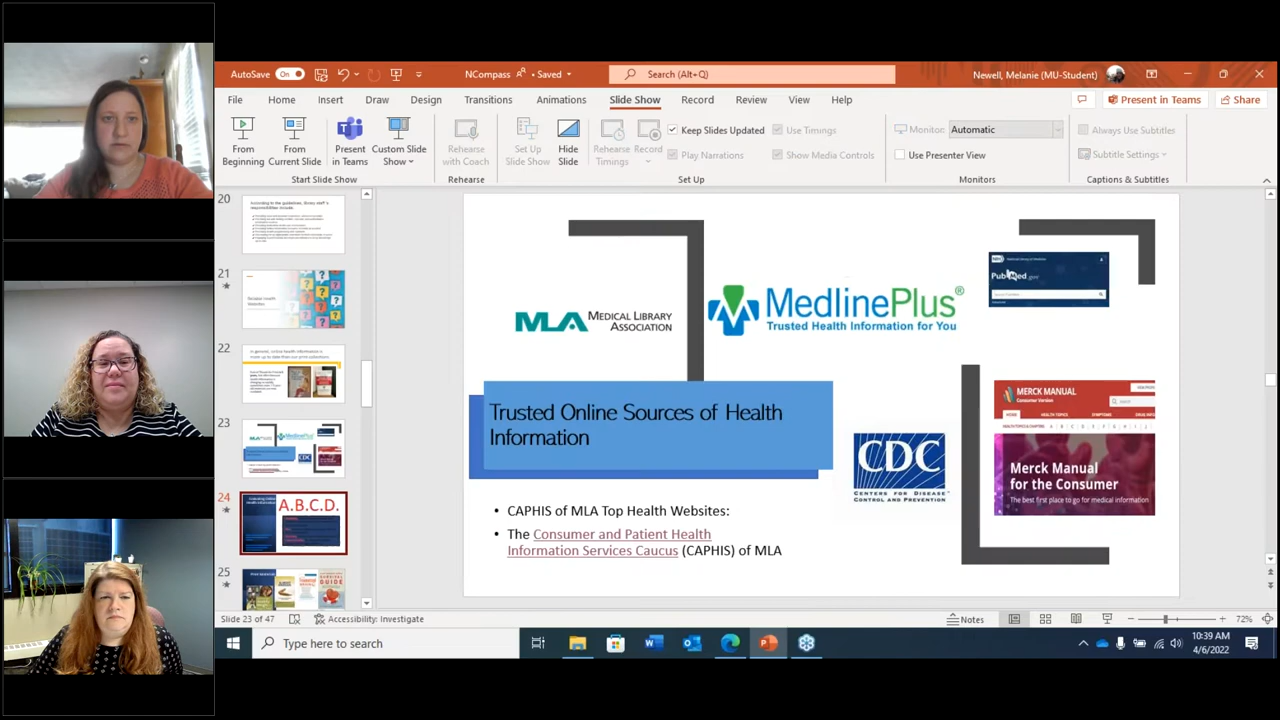 AutoSave On
NCompass • Saved
Search (Alt+Q)
Newell, Melanie (MU-Student)
File Home Insert Draw Design Transitions Animations Slide Show Record Review View Help
Present in Teams
Share
From Beginning
From Current Slide
Present in Teams
Custom Slide Show
Start Slide Show
Rehearse with Coach
Rehearse
Set Up Slide Show
Hide Slide
Rehearse Timings
Record
Keep Slides Updated
Play Narrations
Use Timings
Show Media Controls
Set Up
Monitor: Automatic
Use Presenter View
Monitors
Always Use Subtitles
Subtitle Settings
Captions & Subtitles
20
21
22
23
24
A.B.C.D.
25
MLA MEDICAL LIBRARY
ASSOCIATION
MedlinePlus®
Trusted Health Information for You
PubMed.gov
Trusted Online Sources of Health
Information
CDC
CENTERS FOR DISEASE
CONTROL AND PREVENTION
MERCK MANUAL
Consumer Version
HOME HEALTH TOPICS SYMPTOMS
Merck Manual
for the Consumer
The best first place to go for medical information
• CAPHIS of MLA Top Health Websites:
• The Consumer and Patient Health
Information Services Caucus (CAPHIS) of MLA
Slide 23 of 47
Accessibility: Investigate
Notes
72%
Type here to search
10:39 AM
4/6/2022